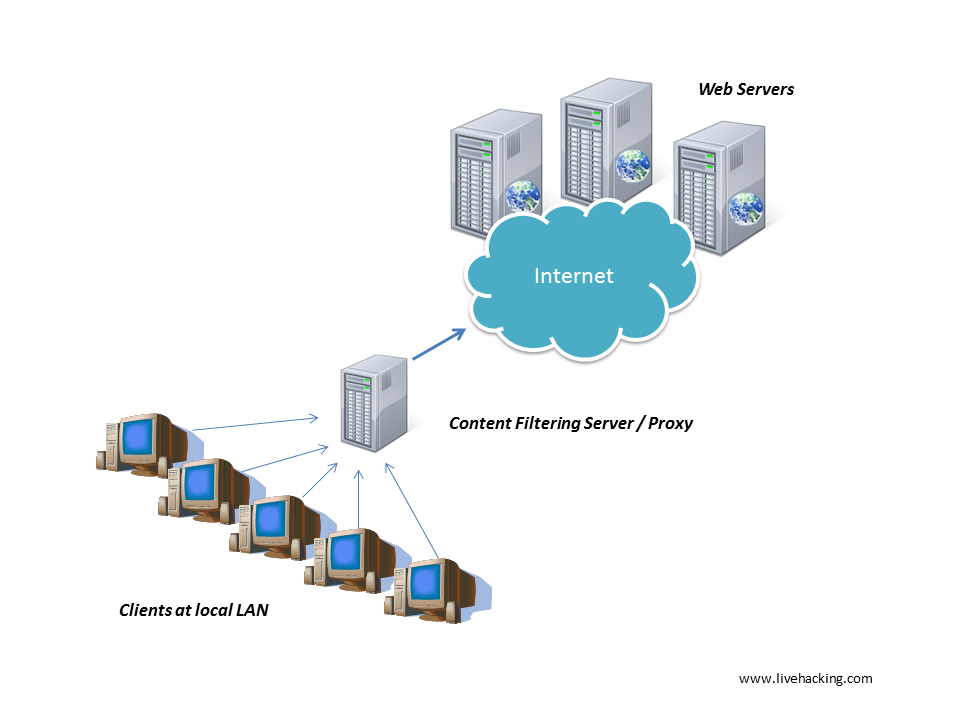 Web Servers
Internet
Content Filtering Server / Proxy
Clients at local LAN
www.livehacking.com